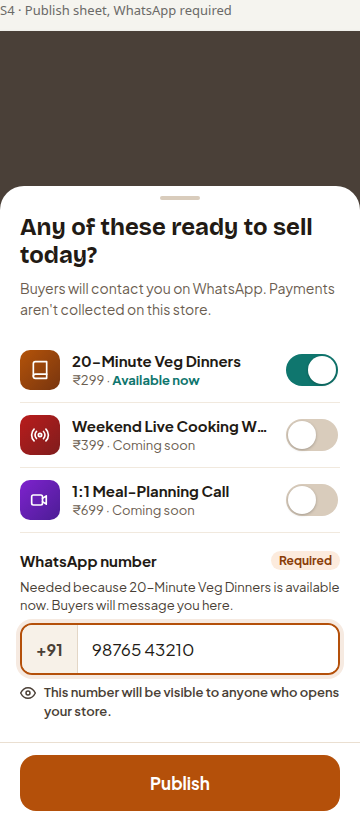 S4 · Publish sheet, WhatsApp required
Any of these ready to sell
today?
Buyers will contact you on WhatsApp. Payments
aren't collected on this store.
20-Minute Veg Dinners
₹299 · Available now
Weekend Live Cooking W...
₹399 · Coming soon
1:1 Meal-Planning Call
₹699 · Coming soon
WhatsApp number Required
Needed because 20-Minute Veg Dinners is available
now. Buyers will message you here.
+91 98765 43210
This number will be visible to anyone who opens
your store.
Publish